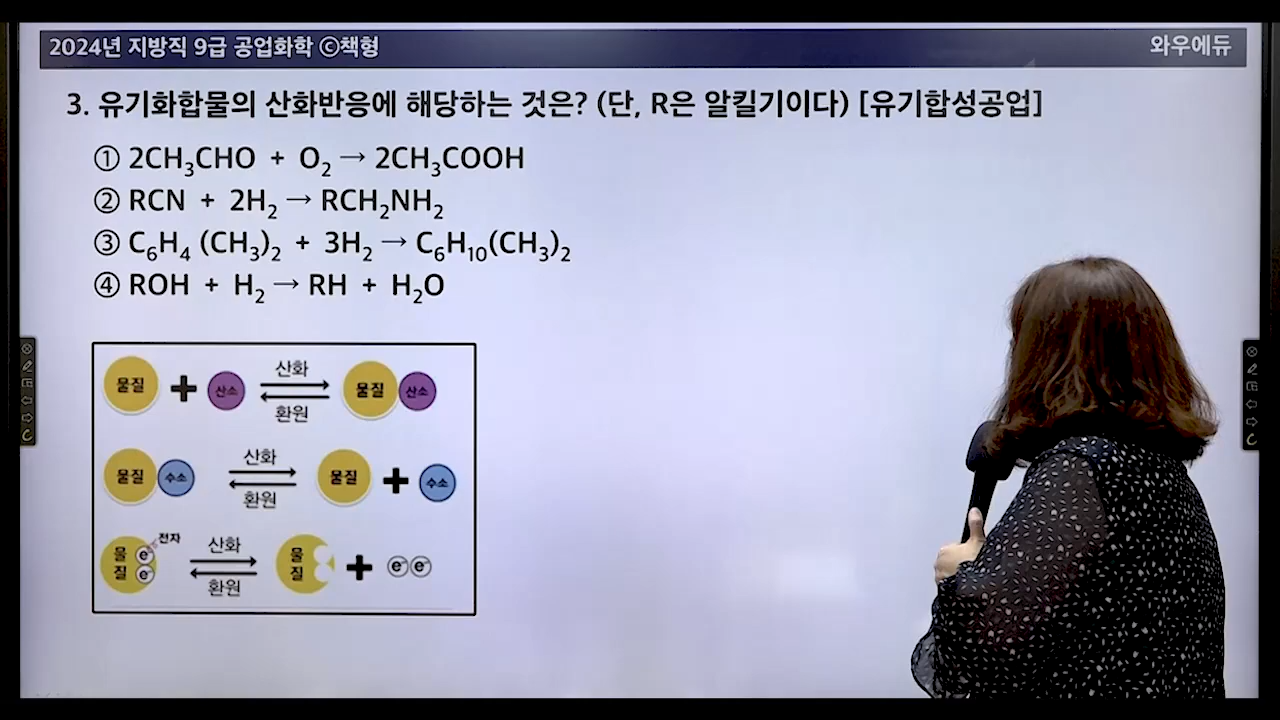 2024년 지방직 9급 공업화학 ⓒ책형
와우에듀
3. 유기화합물의 산화반응에 해당하는 것은? (단, R은 알킬기이다) [유기합성공업]
① 2CH₃CHO + O₂ → 2CH₃COOH
② RCN + 2H₂ → RCH₂NH₂
③ C₆H₄ (CH₃)₂ + 3H₂ → C₆H₁₀(CH₃)₂
④ ROH + H₂ → RH + H₂O
물질 + 산소 산화 환원 물질 산소
물질 수소 산화 환원 물질 + 수소
물질 e⁻ e⁻ 전자 산화 환원 물질 + e⁻ e⁻